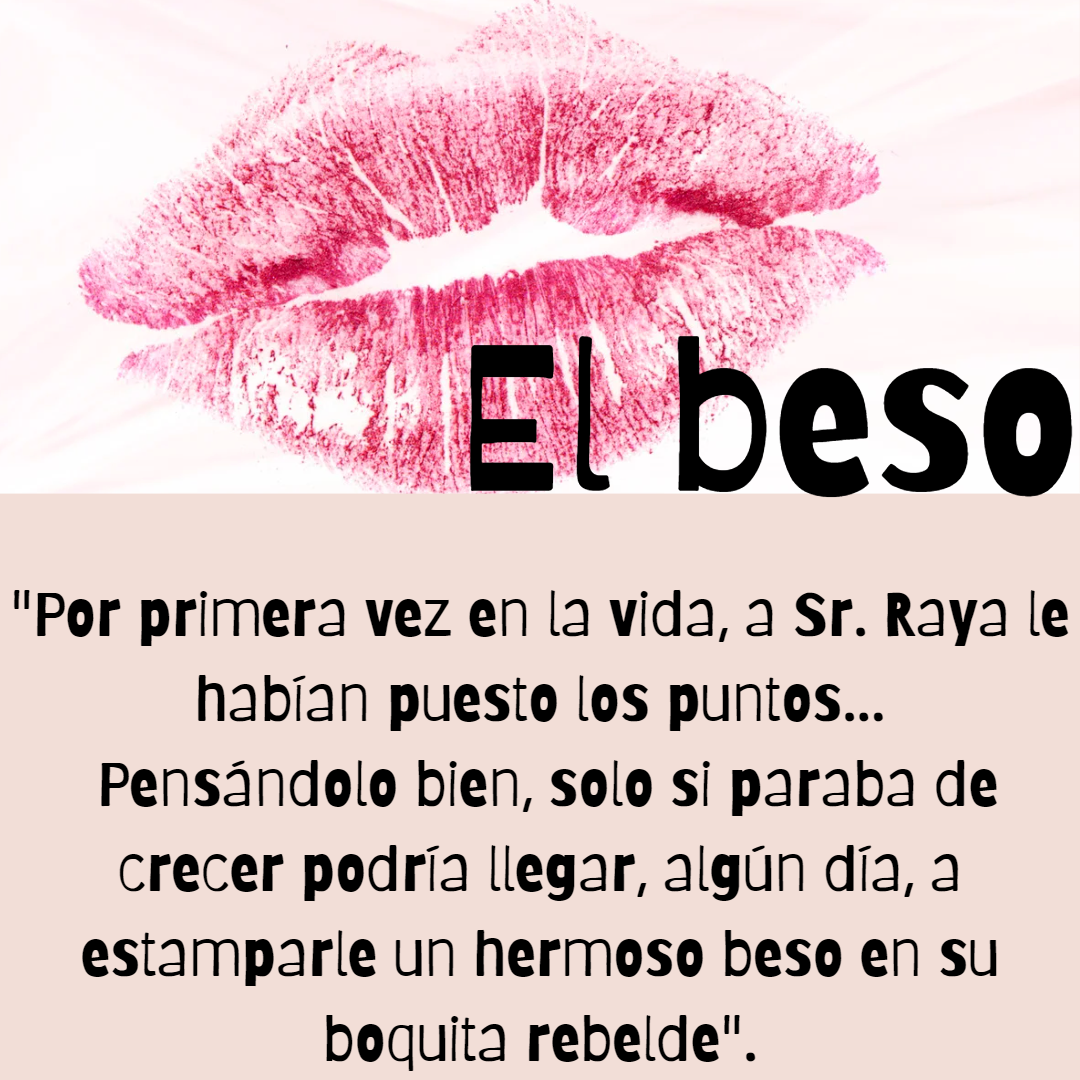 El beso
"Por primera vez en la vida, a Sr. Raya le
habían puesto los puntos...
Pensándolo bien, solo si paraba de
crecer podría llegar, algún día, a
estamparle un hermoso beso en su
boquita rebelde".